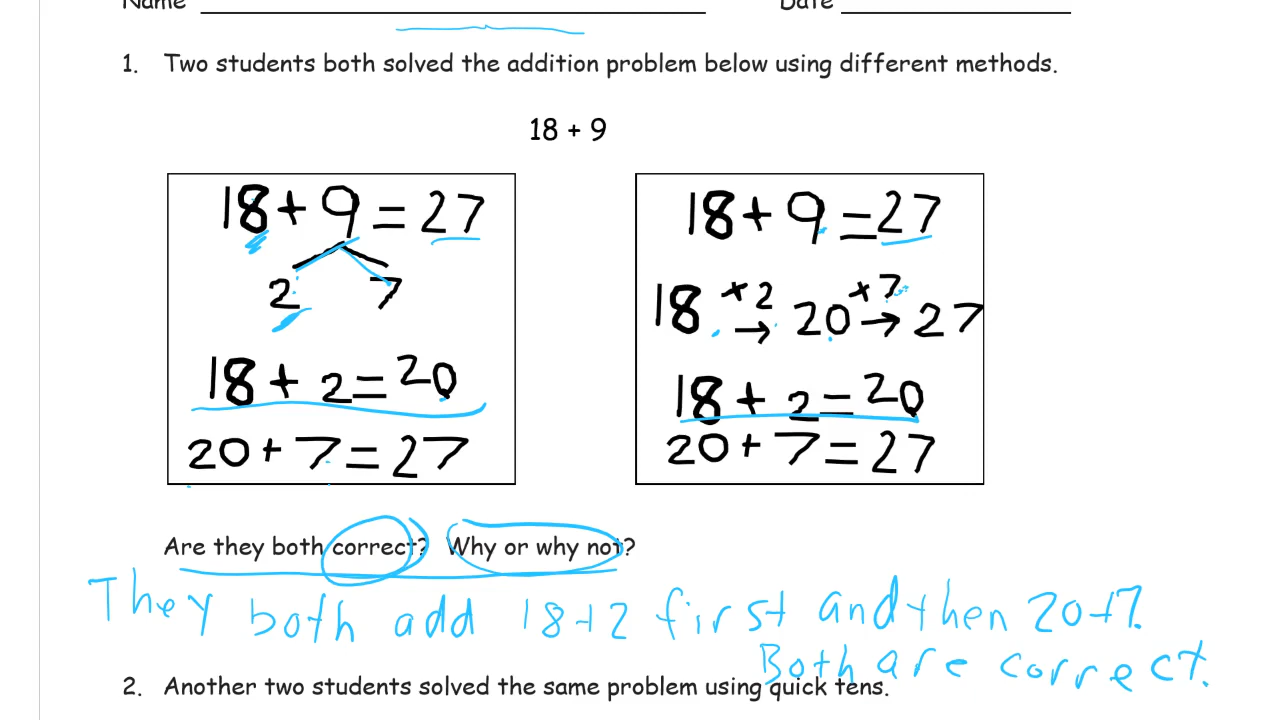 Name Date
1. Two students both solved the addition problem below using different methods.
18 + 9
18 + 9 = 27
2 7
18 + 2 = 20
20 + 7 = 27
18 + 9 = 27
18 +2 → 20 +7 → 27
18 + 2 = 20
20 + 7 = 27
Are they both correct? Why or why not?
They both add 18+2 first and then 20+7.
Both are correct.
2. Another two students solved the same problem using quick tens.